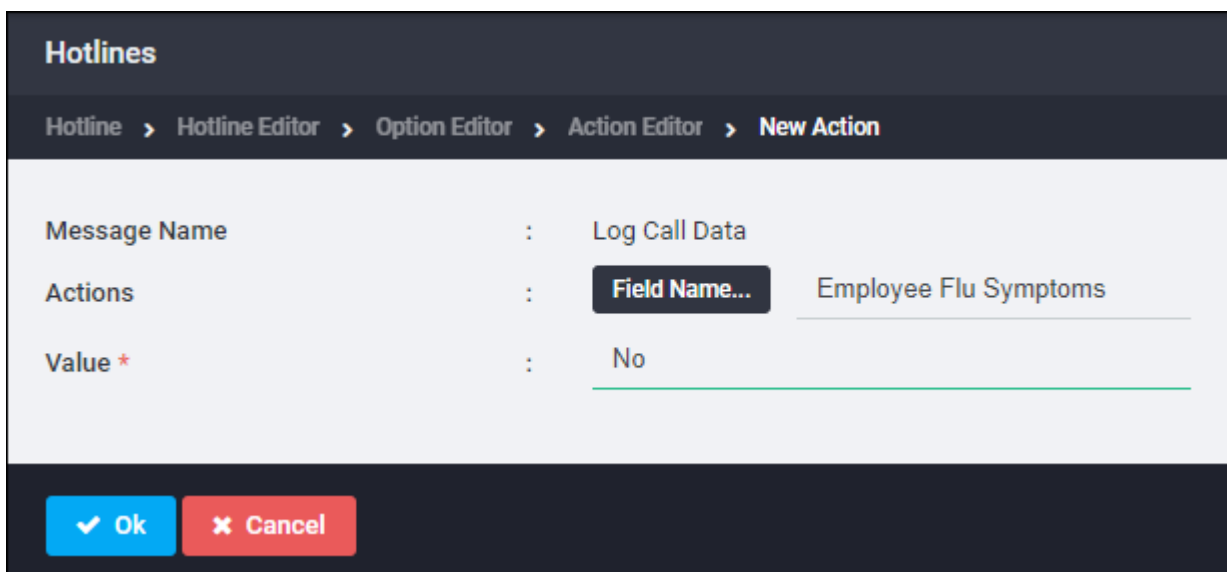 Hotlines
Hotline > Hotline Editor > Option Editor > Action Editor > New Action
Message Name : Log Call Data
Actions : Field Name... Employee Flu Symptoms
Value * : No
Ok Cancel